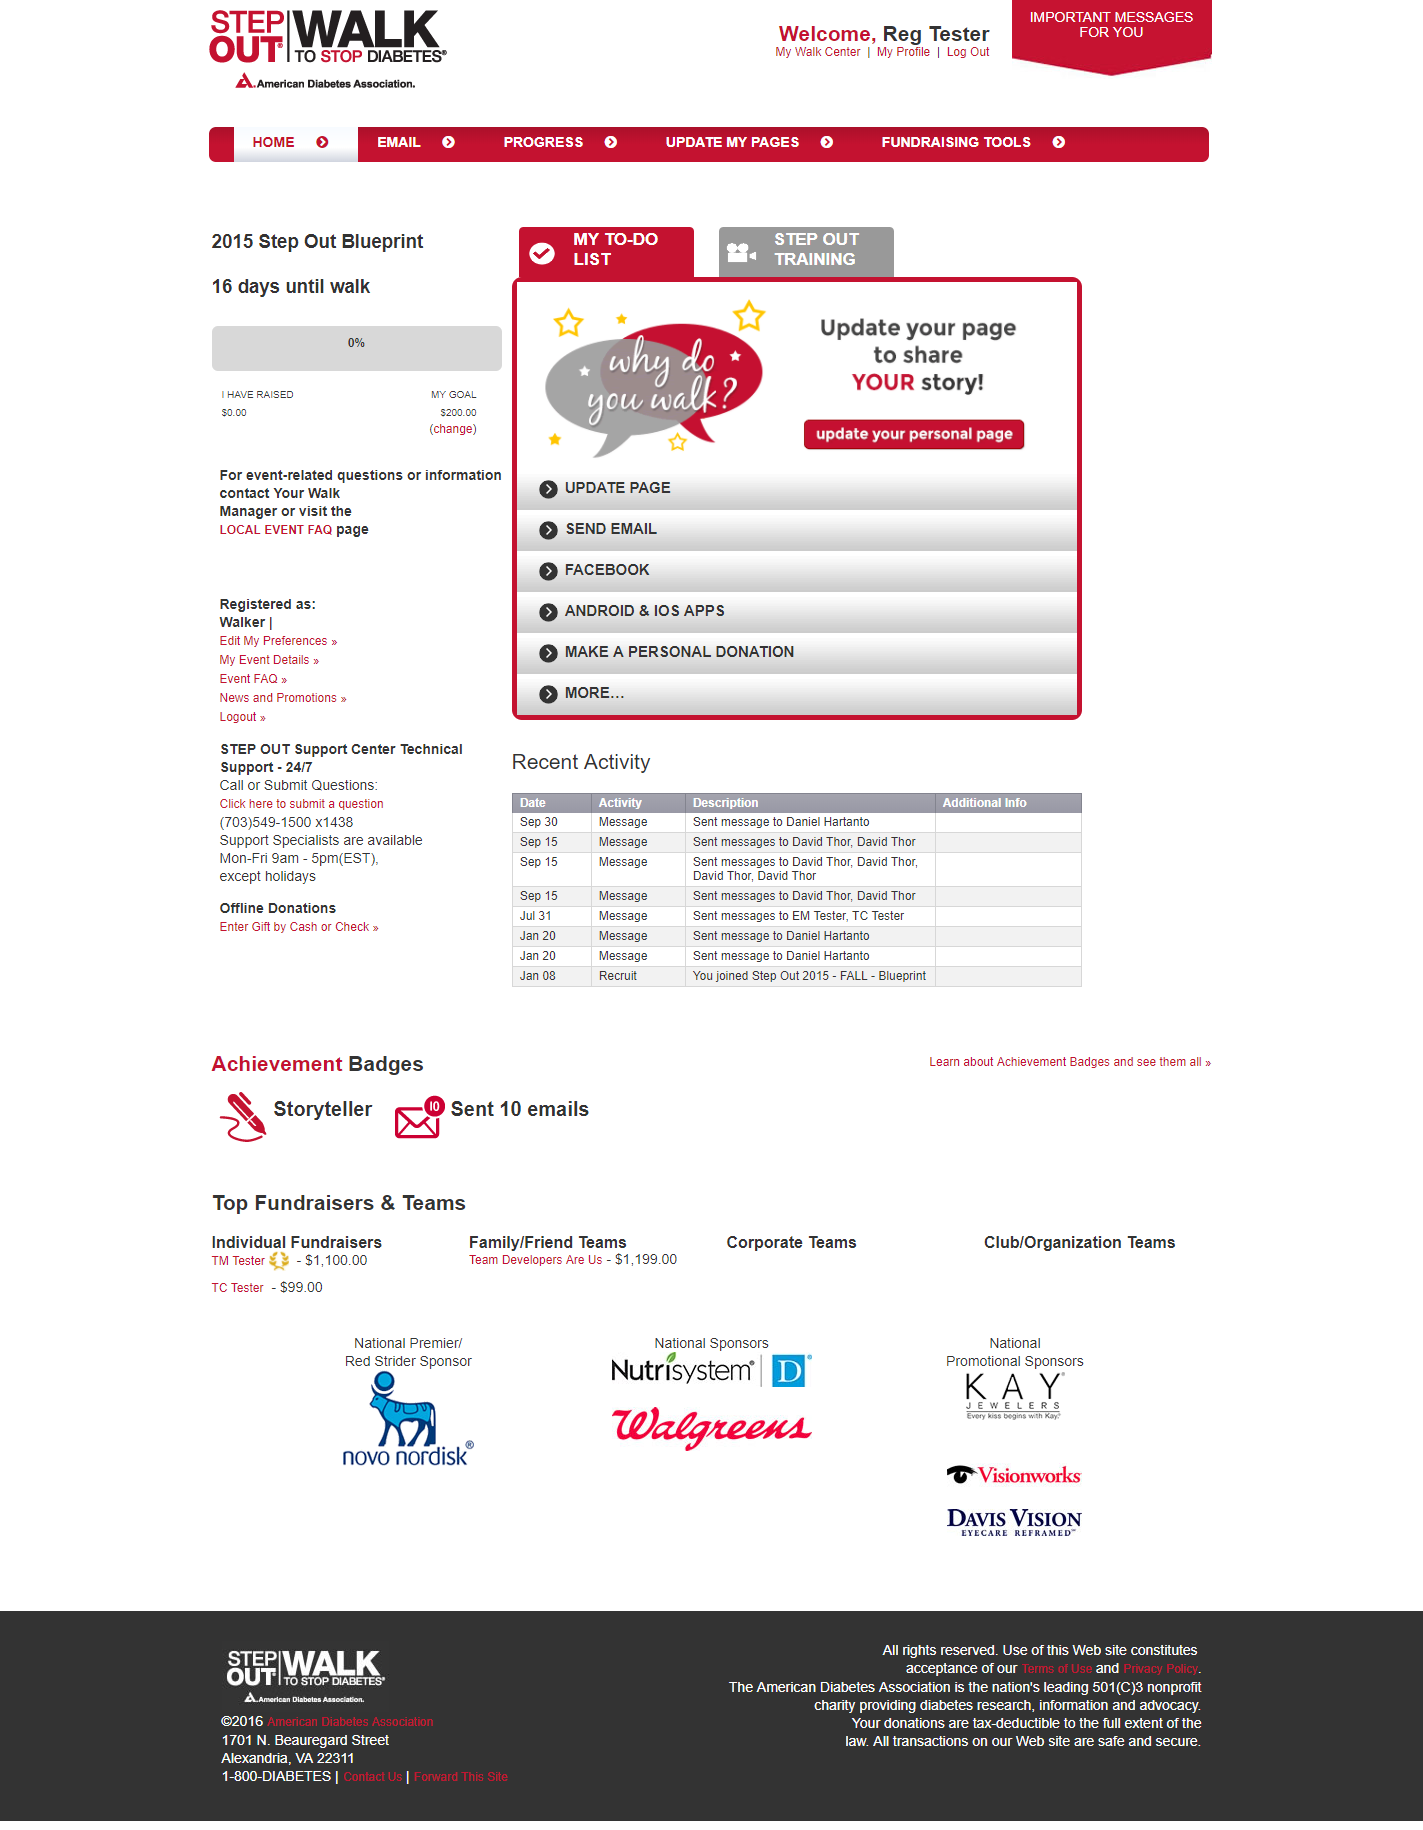 STEP OUT WALK TO STOP DIABETES®
American Diabetes Association.
Welcome, Reg Tester
My Walk Center | My Profile | Log Out
IMPORTANT MESSAGES
FOR YOU
HOME EMAIL PROGRESS UPDATE MY PAGES FUNDRAISING TOOLS
2015 Step Out Blueprint
16 days until walk
0%
I HAVE RAISED MY GOAL
$0.00 $200.00
(change)
For event-related questions or information
contact Your Walk
Manager or visit the
LOCAL EVENT FAQ page
Registered as:
Walker |
Edit My Preferences »
My Event Details »
Event FAQ »
News and Promotions »
Logout »
STEP OUT Support Center Technical
Support - 24/7
Call or Submit Questions:
Click here to submit a question
(703)549-1500 x1438
Support Specialists are available
Mon-Fri 9am - 5pm(EST),
except holidays
Offline Donations
Enter Gift by Cash or Check »
MY TO-DO
LIST
STEP OUT
TRAINING
why do
you walk?
Update your page
to share
YOUR story!
update your personal page
UPDATE PAGE
SEND EMAIL
FACEBOOK
ANDROID & IOS APPS
MAKE A PERSONAL DONATION
MORE...
Recent Activity
Date Activity Description Additional Info
Sep 30 Message Sent message to Daniel Hartanto
Sep 15 Message Sent messages to David Thor, David Thor
Sep 15 Message Sent messages to David Thor, David Thor,
David Thor, David Thor
Sep 15 Message Sent messages to David Thor, David Thor
Jul 31 Message Sent messages to EM Tester, TC Tester
Jan 20 Message Sent message to Daniel Hartanto
Jan 20 Message Sent message to Daniel Hartanto
Jan 08 Recruit You joined Step Out 2015 - FALL - Blueprint
Achievement Badges
Learn about Achievement Badges and see them all »
Storyteller 10 Sent 10 emails
Top Fundraisers & Teams
Individual Fundraisers
TM Tester - $1,100.00
TC Tester - $99.00
Family/Friend Teams
Team Developers Are Us - $1,199.00
Corporate Teams
Club/Organization Teams
National Premier/
Red Strider Sponsor
novo nordisk®
National Sponsors
Nutrisystem® | D®
Walgreens
National
Promotional Sponsors
KAY®
JEWELERS
Every kiss begins with Kay.®
Visionworks
DAVIS VISION
EYECARE REFRAMED™
STEP OUT WALK TO STOP DIABETES®
American Diabetes Association.
©2016 American Diabetes Association
1701 N. Beauregard Street
Alexandria, VA 22311
1-800-DIABETES | Contact Us | Forward This Site
All rights reserved. Use of this Web site constitutes
acceptance of our Terms of Use and Privacy Policy.
The American Diabetes Association is the nation's leading 501(C)3 nonprofit
charity providing diabetes research, information and advocacy.
Your donations are tax-deductible to the full extent of the
law. All transactions on our Web site are safe and secure.